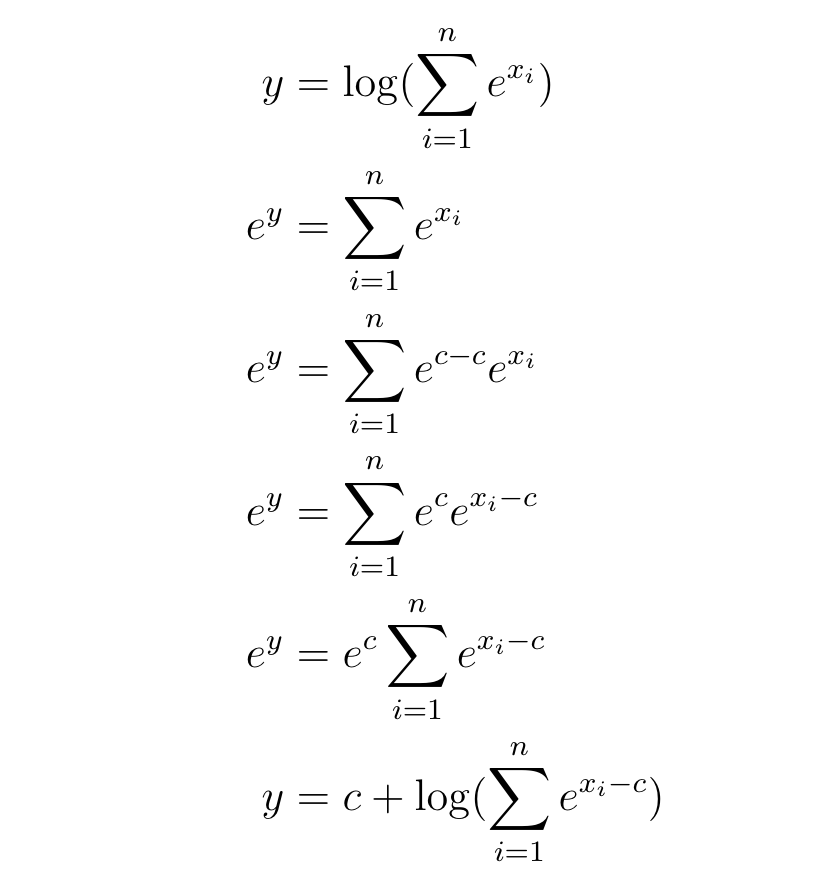 y = log(∑_{i=1}^{n} e^{x_i})
e^y = ∑_{i=1}^{n} e^{x_i}
e^y = ∑_{i=1}^{n} e^{c−c} e^{x_i}
e^y = ∑_{i=1}^{n} e^c e^{x_i−c}
e^y = e^c ∑_{i=1}^{n} e^{x_i−c}
y = c + log(∑_{i=1}^{n} e^{x_i−c})